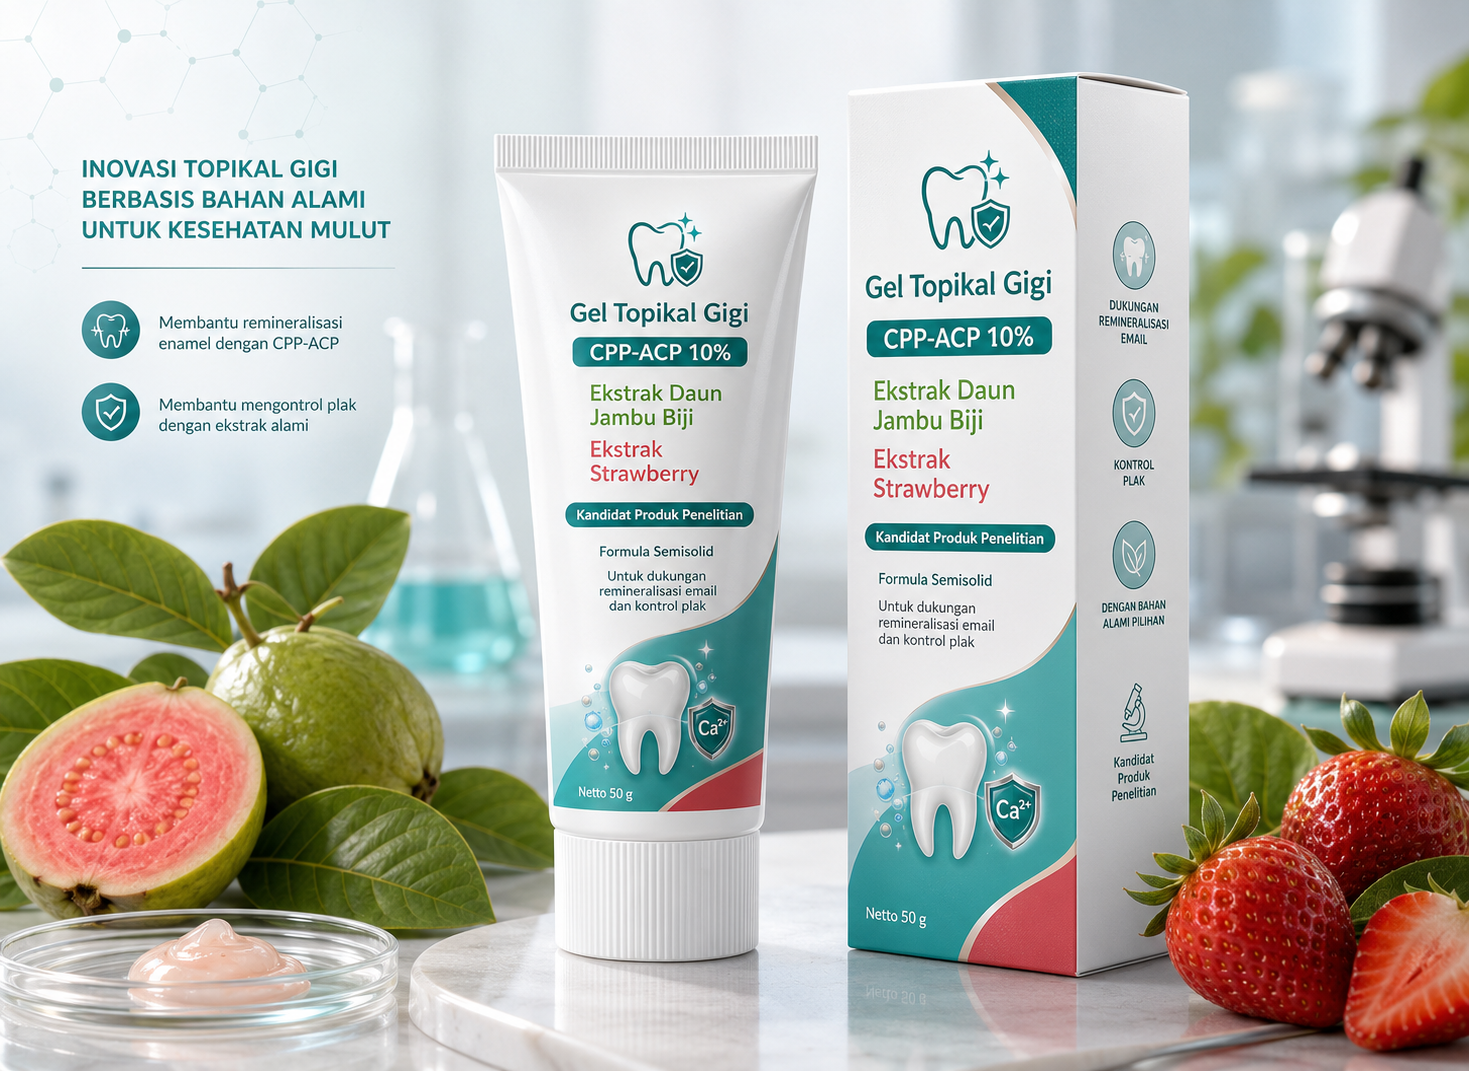 INOVASI TOPIKAL GIGI
BERBASIS BAHAN ALAMI
UNTUK KESEHATAN MULUT
Membantu remineralisasi
enamel dengan CPP-ACP
Membantu mengontrol plak
dengan ekstrak alami
Gel Topikal Gigi
CPP-ACP 10%
Ekstrak Daun
Jambu Biji
Ekstrak
Strawberry
Kandidat Produk Penelitian
Formula Semisolid
Untuk dukungan
remineralisasi email
dan kontrol plak
Ca²⁺
Netto 50 g
Gel Topikal Gigi
CPP-ACP 10%
Ekstrak Daun
Jambu Biji
Ekstrak
Strawberry
Kandidat Produk Penelitian
Formula Semisolid
Untuk dukungan
remineralisasi email
dan kontrol plak
Ca²⁺
Netto 50 g
DUKUNGAN
REMINERALISASI
EMAIL
KONTROL
PLAK
DENGAN BAHAN
ALAMI PILIHAN
Kandidat
Produk
Penelitian